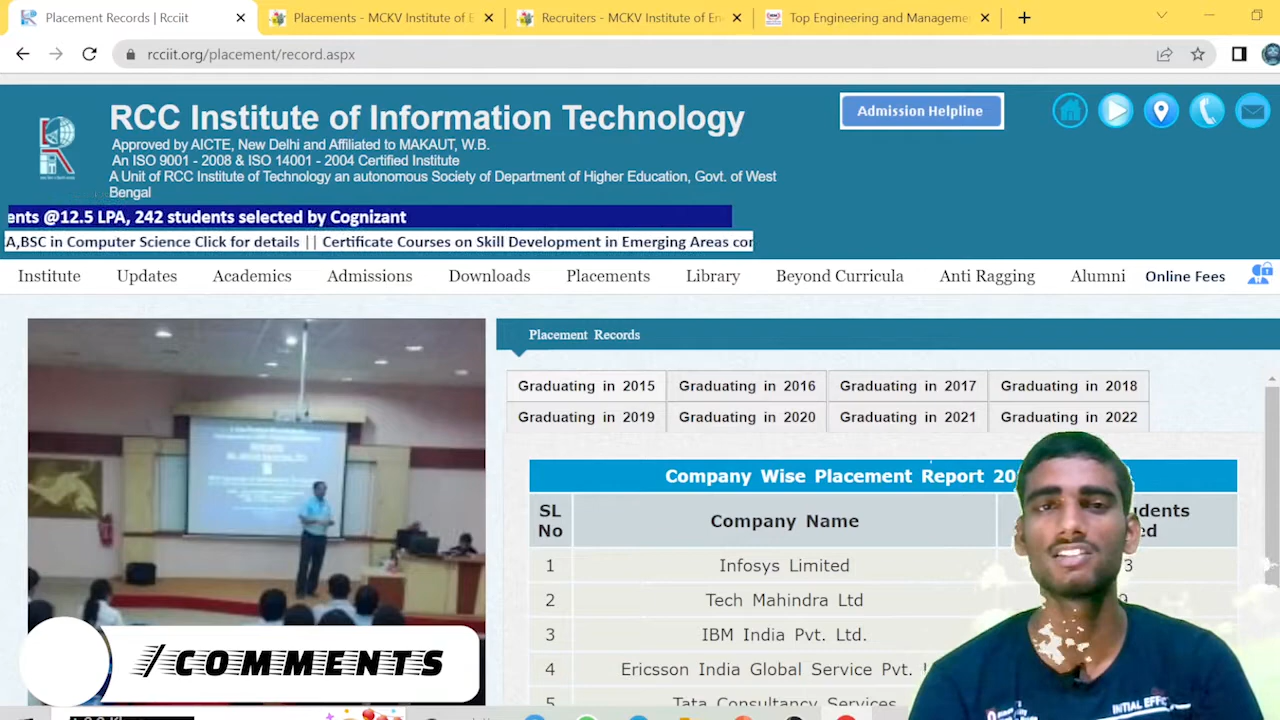 Placement Records | Rcciit
Placements - MCKV Institute of E
Recruiters - MCKV Institute of En
Top Engineering and Manageme
rcciit.org/placement/record.aspx
RCC Institute of Information Technology
Approved by AICTE, New Delhi and Affiliated to MAKAUT, W.B.
An ISO 9001 - 2008 & ISO 14001 - 2004 Certified Institute
A Unit of RCC Institute of Technology an autonomous Society of Department of Higher Education, Govt. of West
Bengal
Admission Helpline
ents @12.5 LPA, 242 students selected by Cognizant
A,BSC in Computer Science Click for details || Certificate Courses on Skill Development in Emerging Areas cor
Institute Updates Academics Admissions Downloads Placements Library Beyond Curricula Anti Ragging Alumni Online Fees
Placement Records
Graduating in 2015 Graduating in 2016 Graduating in 2017 Graduating in 2018
Graduating in 2019 Graduating in 2020 Graduating in 2021 Graduating in 2022
Company Wise Placement Report 20
SL No Company Name udents ed
1 Infosys Limited 3
2 Tech Mahindra Ltd 9
3 IBM India Pvt. Ltd.
4 Ericsson India Global Service Pvt.
5 Tata Consultancy Services
/COMMENTS
INITIAL EFF